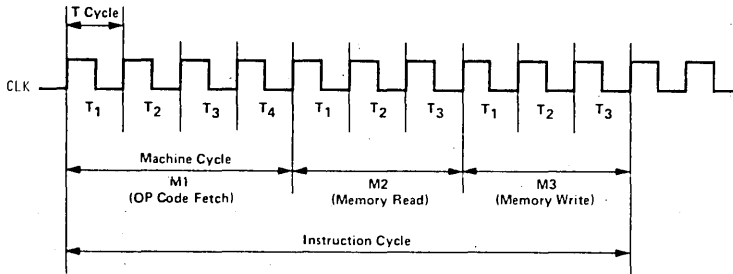 T Cycle
CLK
T1 T2 T3 T4 T1 T2 T3 T1 T2 T3
Machine Cycle
M1 M2 M3
(OP Code Fetch) (Memory Read) (Memory Write)
Instruction Cycle